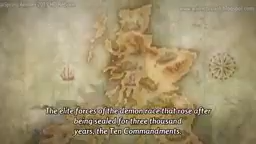 The elite forces of the demon race that rose after
being sealed for three thousand
years, the Ten Commandments.